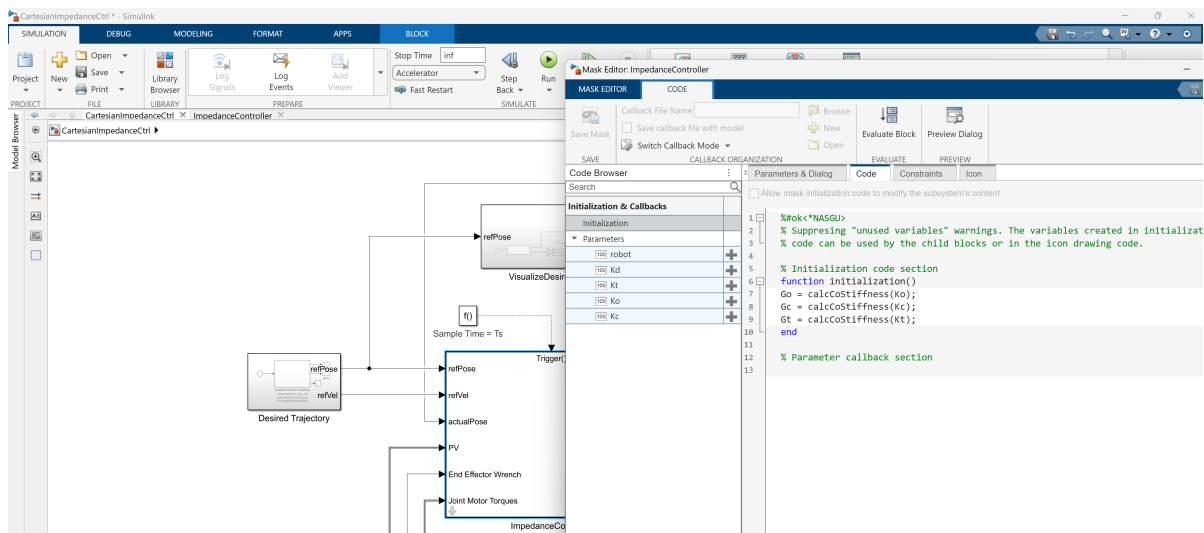 CartesianImpedanceCtrl * - Simulink
SIMULATION DEBUG MODELING FORMAT APPS BLOCK
Project New Open Save Print Library Browser Log Signals Log Events Add Viewer Stop Time inf Accelerator Fast Restart Step Back Run
PROJECT FILE LIBRARY PREPARE SIMULATE
CartesianImpedanceCtrl ImpedanceController
CartesianImpedanceCtrl
Model Browser
refPose
VisualizeDesir
f()
Sample Time = Ts
Trigger()
refPose
refVel
Desired Trajectory
refPose
refVel
actualPose
PV
End Effector Wrench
Joint Motor Torques
ImpedanceCo
Mask Editor: ImpedanceController
MASK EDITOR CODE
Save Mask
Callback File Name:
Save callback file with model
Switch Callback Mode
Browse
New
Open
Evaluate Block
Preview Dialog
SAVE CALLBACK ORGANIZATION EVALUATE PREVIEW
Code Browser
Search
Initialization & Callbacks
Initialization
Parameters
123 robot
123 Kd
123 Kt
123 Ko
123 Kc
Parameters & Dialog Code Constraints Icon
Allow mask initialization code to modify the subsystem's content
1 %#ok<*NASGU>
2 % Suppresing "unused variables" warnings. The variables created in initializat
3 % code can be used by the child blocks or in the icon drawing code.
4
5 % Initialization code section
6 function initialization()
7 Go = calcCoStiffness(Ko);
8 Gc = calcCoStiffness(Kc);
9 Gt = calcCoStiffness(Kt);
10 end
11
12 % Parameter callback section
13